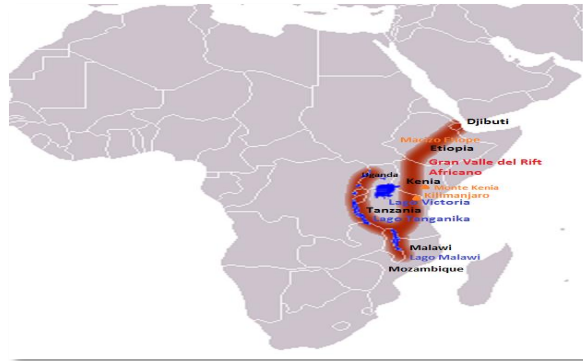 Djibuti
Macizo Etiope
Etiopia
Gran Valle del Rift
Africano
Uganda
Kenia
Monte Kenia
Kilimanjaro
Lago Victoria
Tanzania
Lago Tanganika
Malawi
Lago Malawi
Mozambique